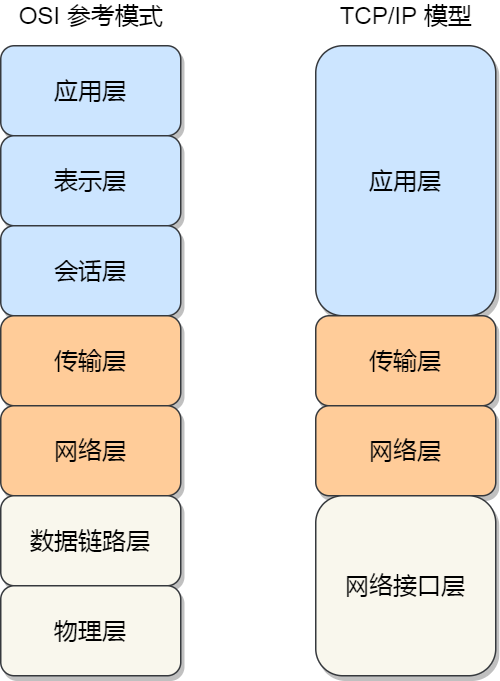 OSI 参考模式
应用层
表示层
会话层
传输层
网络层
数据链路层
物理层
TCP/IP 模型
应用层
传输层
网络层
网络接口层